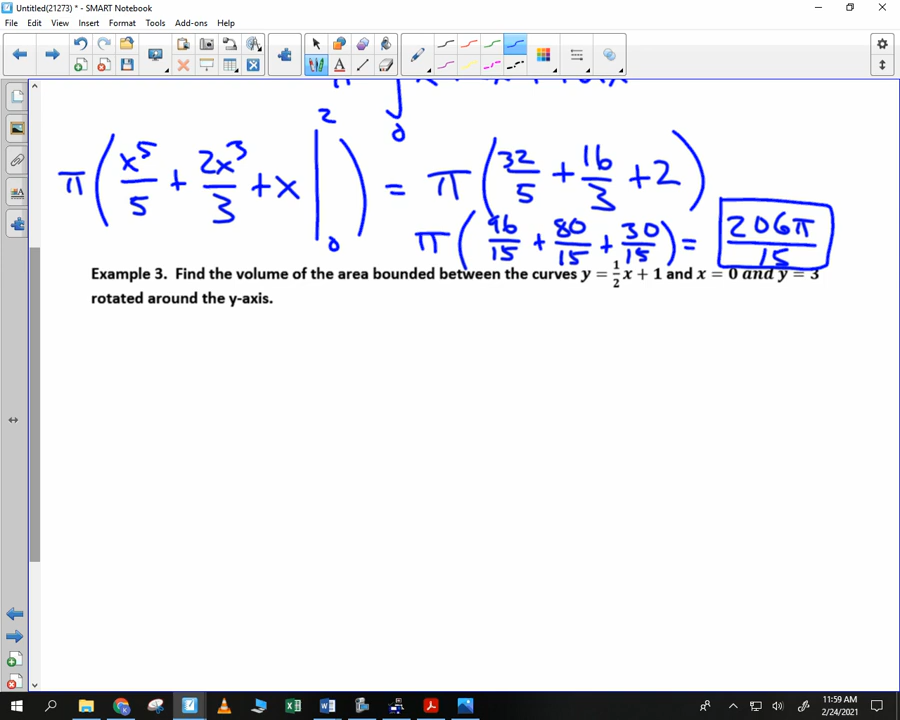 Untitled(21273) * - SMART Notebook
File Edit View Insert Format Tools Add-ons Help
∫
2
0
π(x⁵/5 + 2x³/3 + x |₀ ) = π(32/5 + 16/3 + 2)
π(96/15 + 80/15 + 30/15) = 206π/15
Example 3. Find the volume of the area bounded between the curves y = 1/2 x + 1 and x = 0 and y = 3
rotated around the y-axis.
11:59 AM
2/24/2021